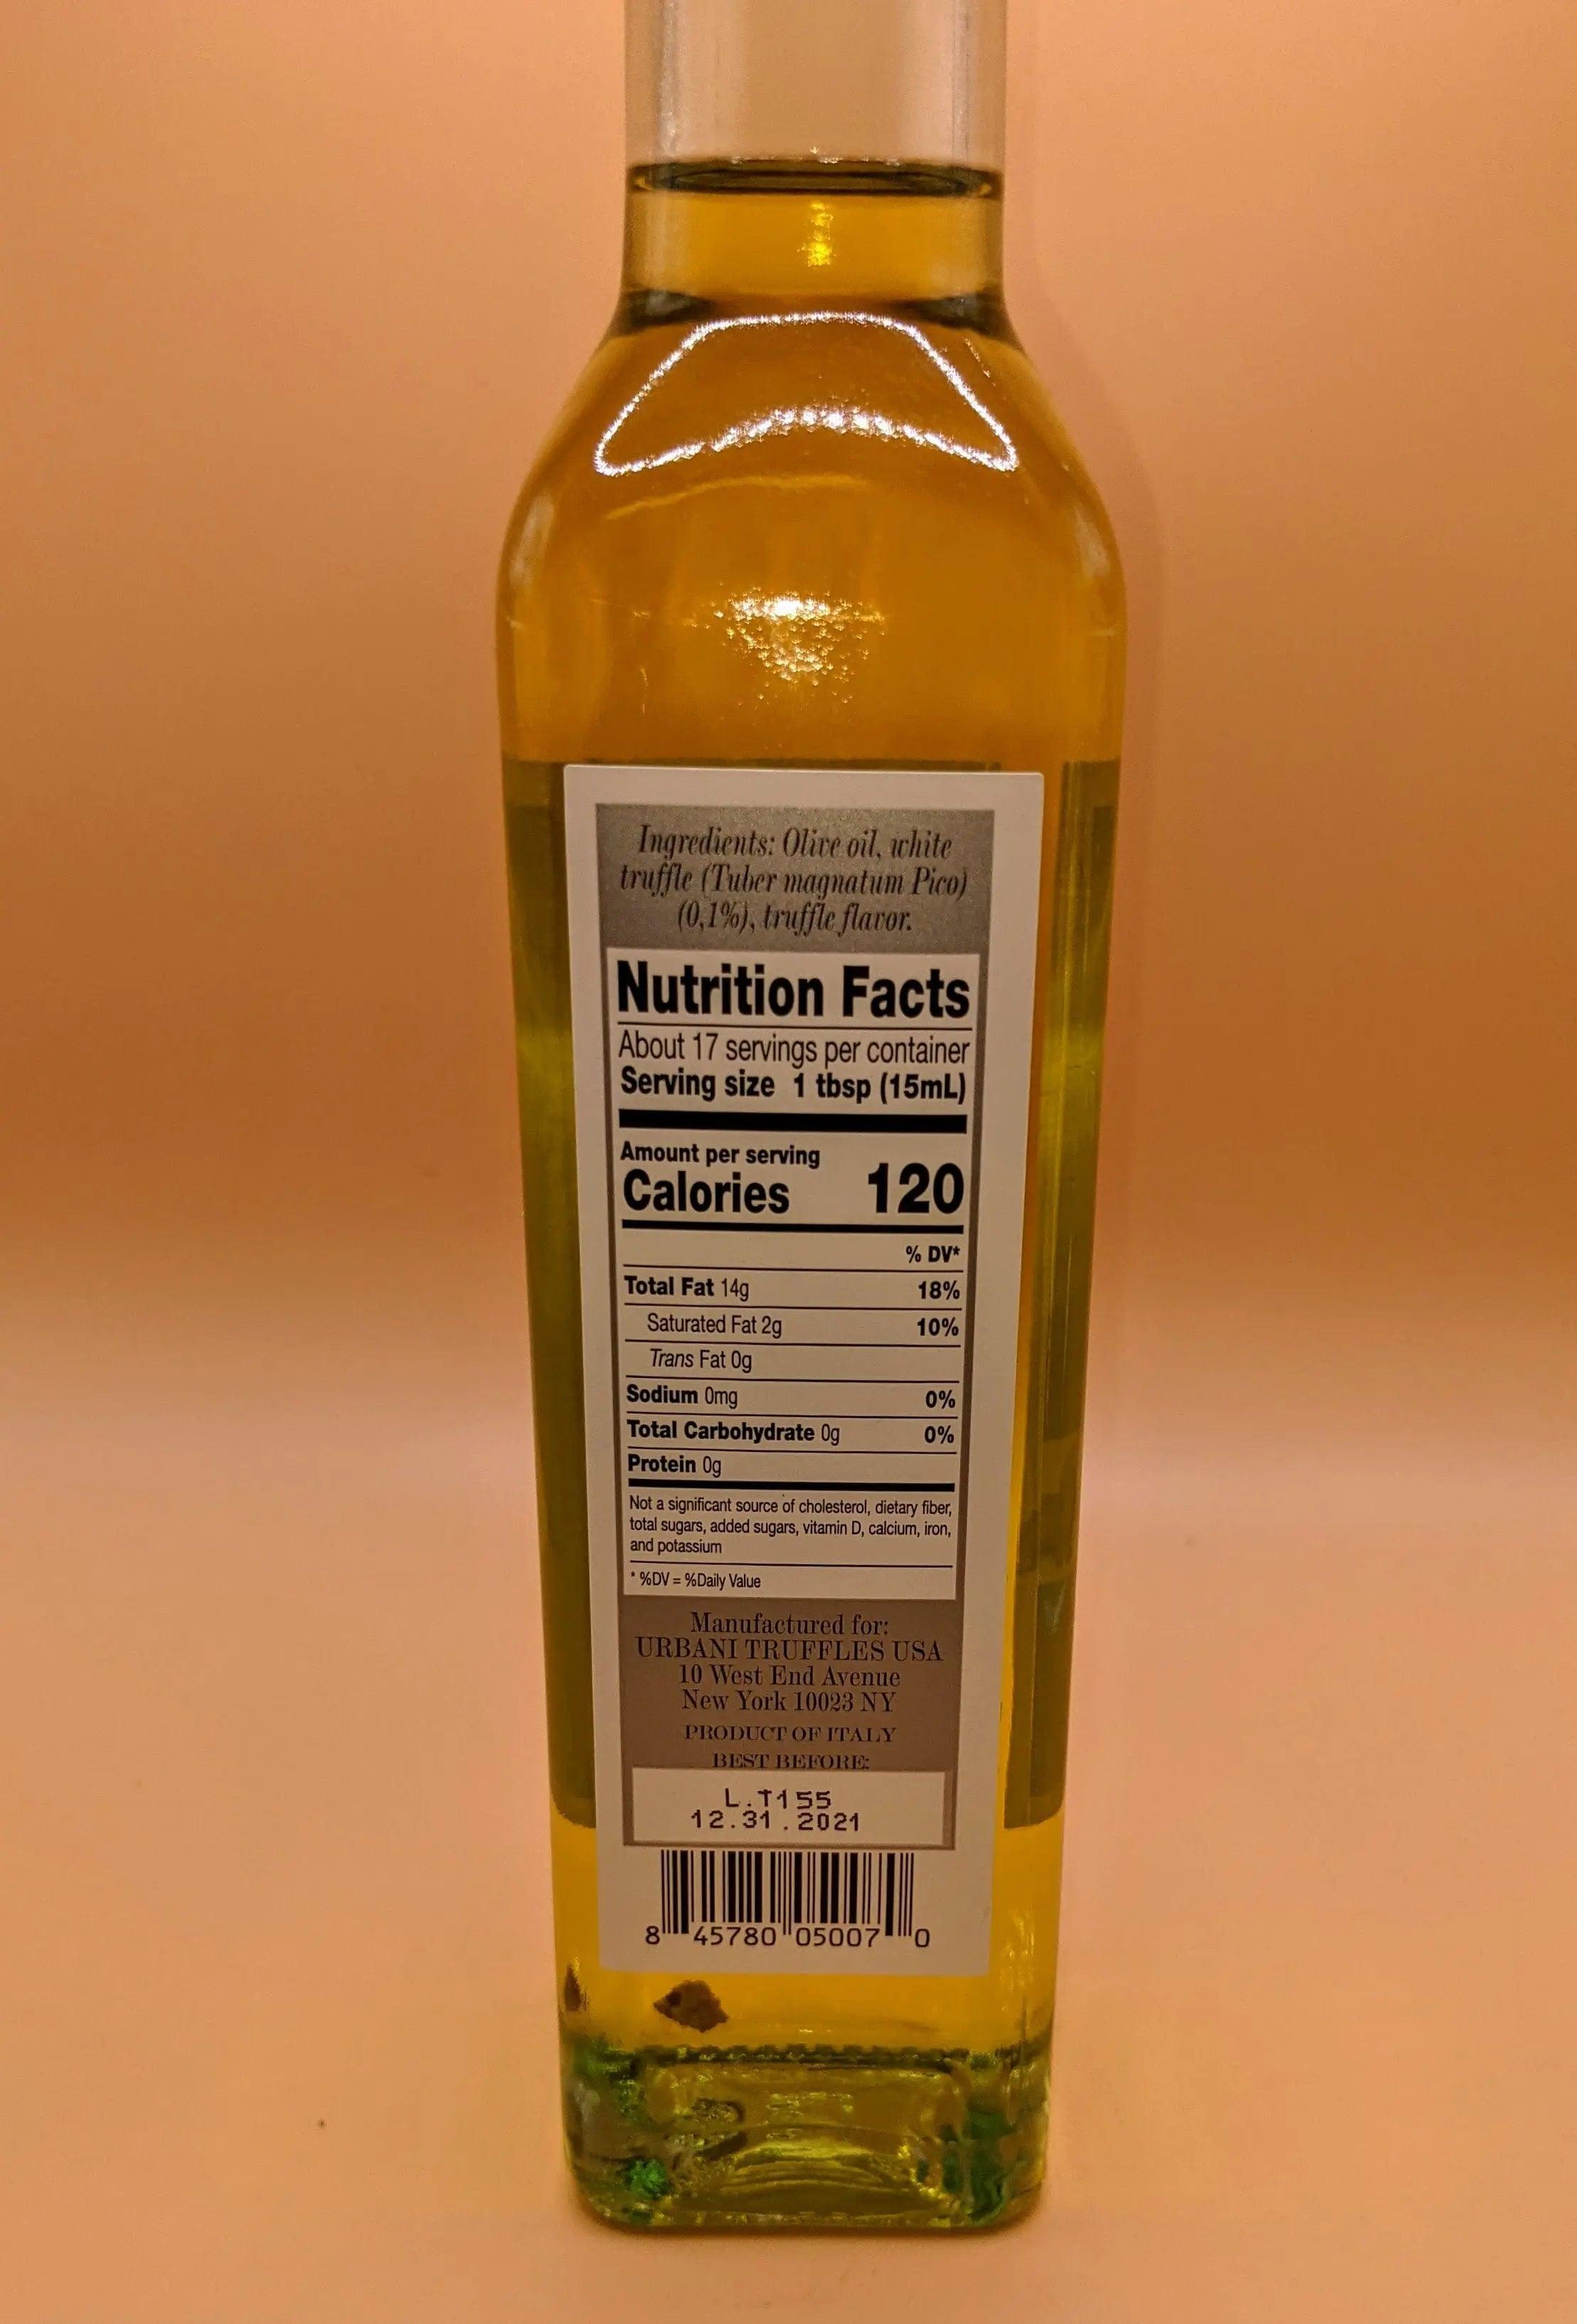 Ingredients: Olive oil, white
truffle (Tuber magnatum Pico)
(0,1%), truffle flavor.
Nutrition Facts
About 17 servings per container
Serving size 1 tbsp (15mL)
Amount per serving
Calories 120
% DV*
Total Fat 14g 18%
Saturated Fat 2g 10%
Trans Fat 0g
Sodium 0mg 0%
Total Carbohydrate 0g 0%
Protein 0g
Not a significant source of cholesterol, dietary fiber,
total sugars, added sugars, vitamin D, calcium, iron,
and potassium
* %DV = %Daily Value
Manufactured for:
URBANI TRUFFLES USA
10 West End Avenue
New York 10023 NY
PRODUCT OF ITALY
BEST BEFORE:
L.T155
12.31.2021
8 45780 05007 0